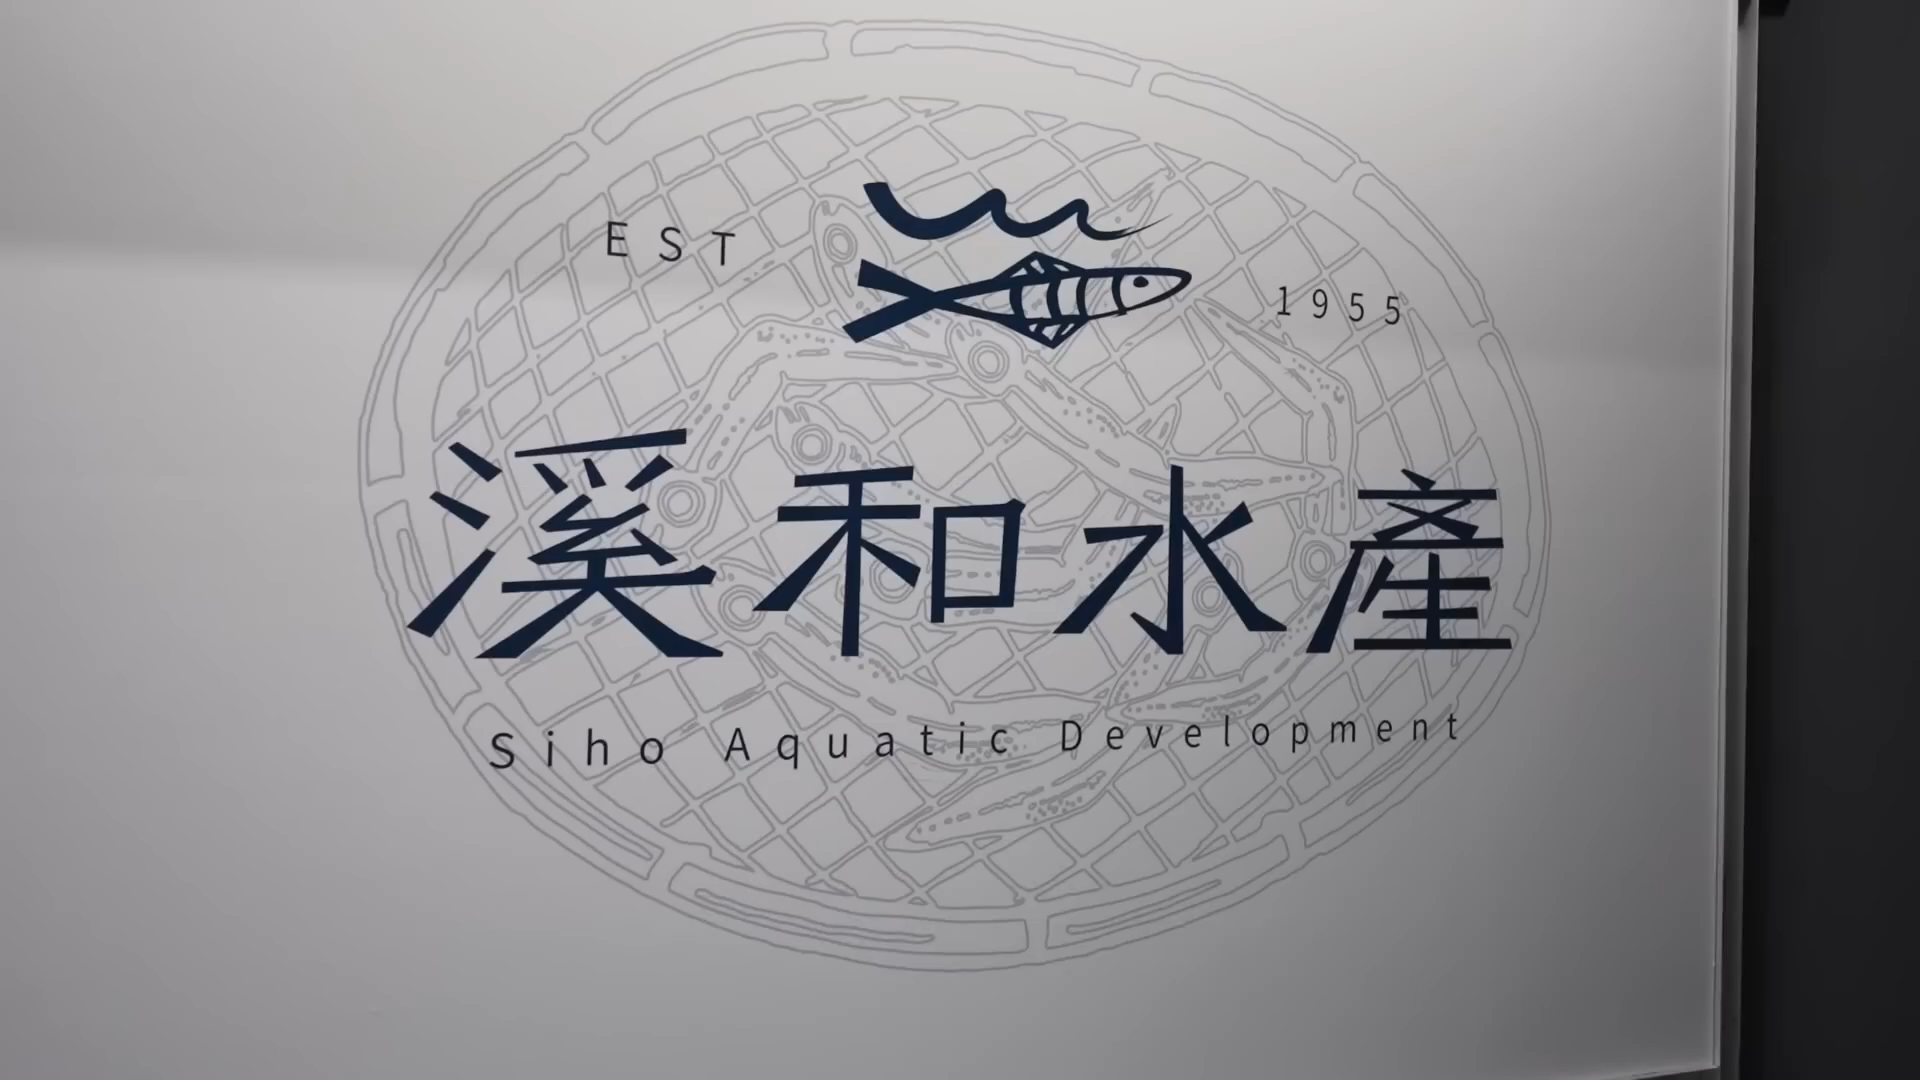 EST 1955
溪和水產
Siho Aquatic Development